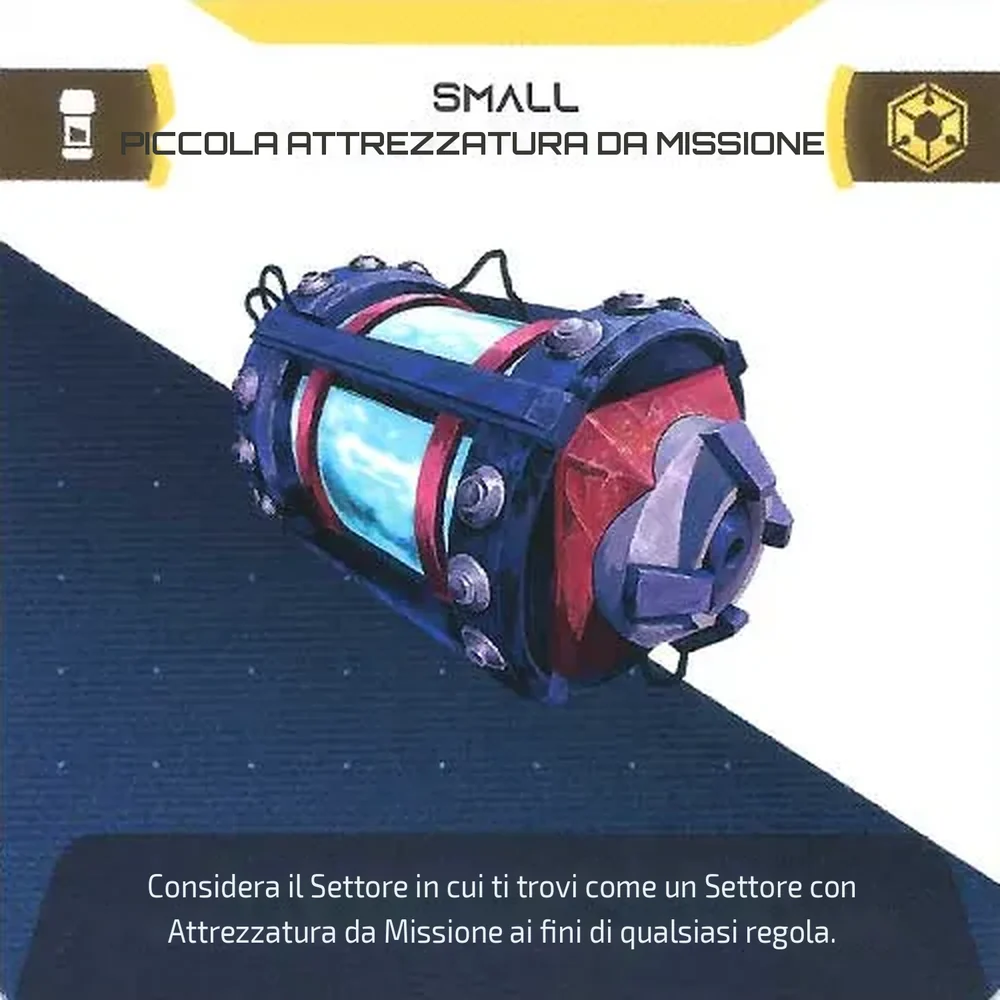 SMALL
PICCOLA ATTREZZATURA DA MISSIONE
Considera il Settore in cui ti trovi come un Settore con
Attrezzatura da Missione ai fini di qualsiasi regola.